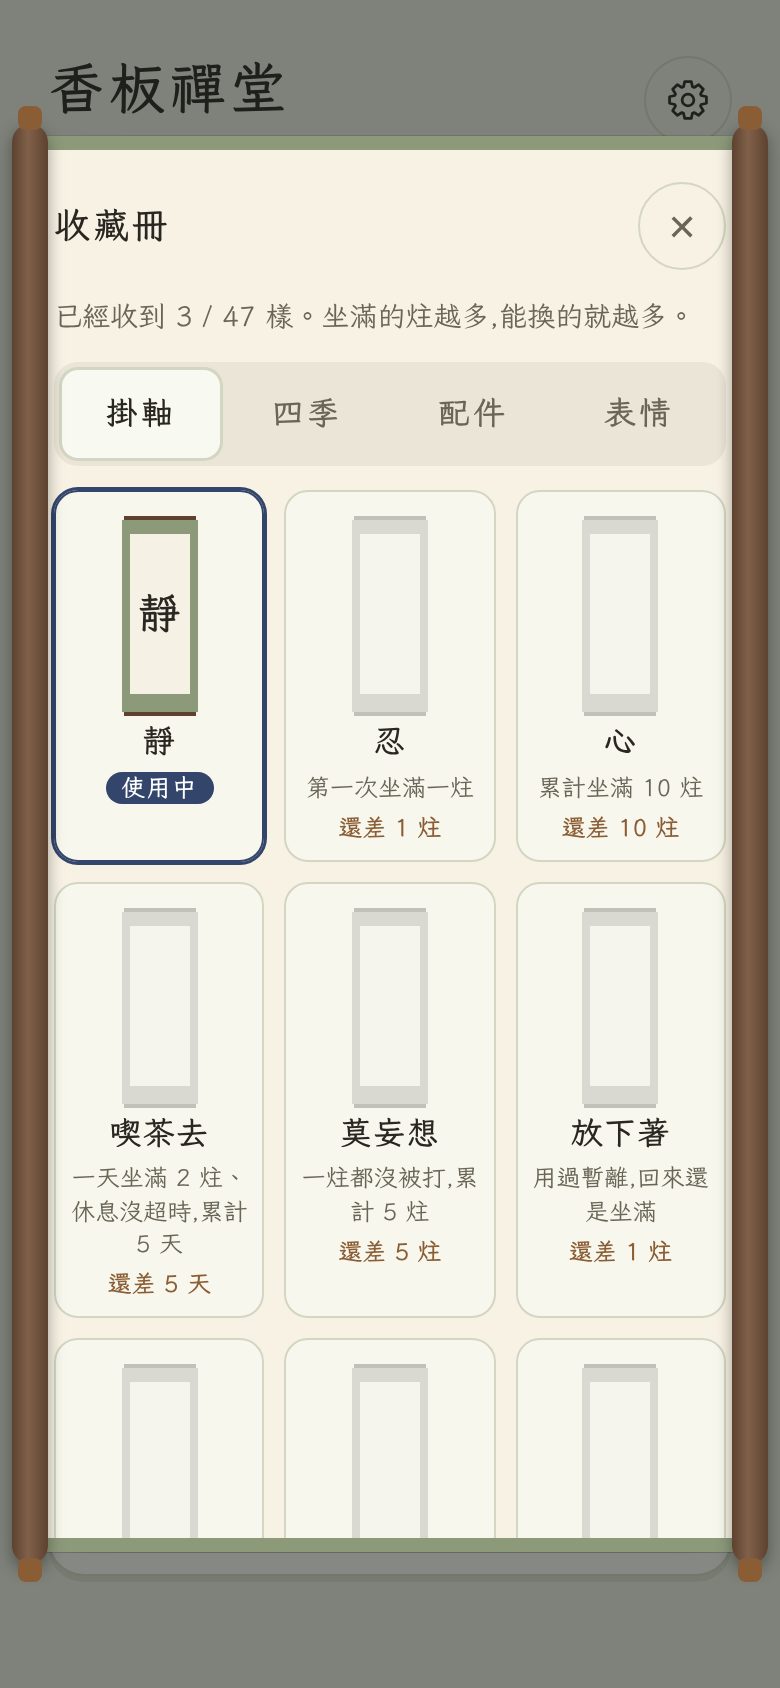 香板禪堂
收藏冊
已經收到 3 / 47 樣。坐滿的炷越多,能換的就越多。
掛軸 四季 配件 表情
靜
靜
使用中
忍
第一次坐滿一炷
還差 1 炷
心
累計坐滿 10 炷
還差 10 炷
喫茶去
一天坐滿 2 炷、
休息沒超時,累計
5 天
還差 5 天
莫妄想
一炷都沒被打,累
計 5 炷
還差 5 炷
放下著
用過暫離,回來還
是坐滿
還差 1 炷